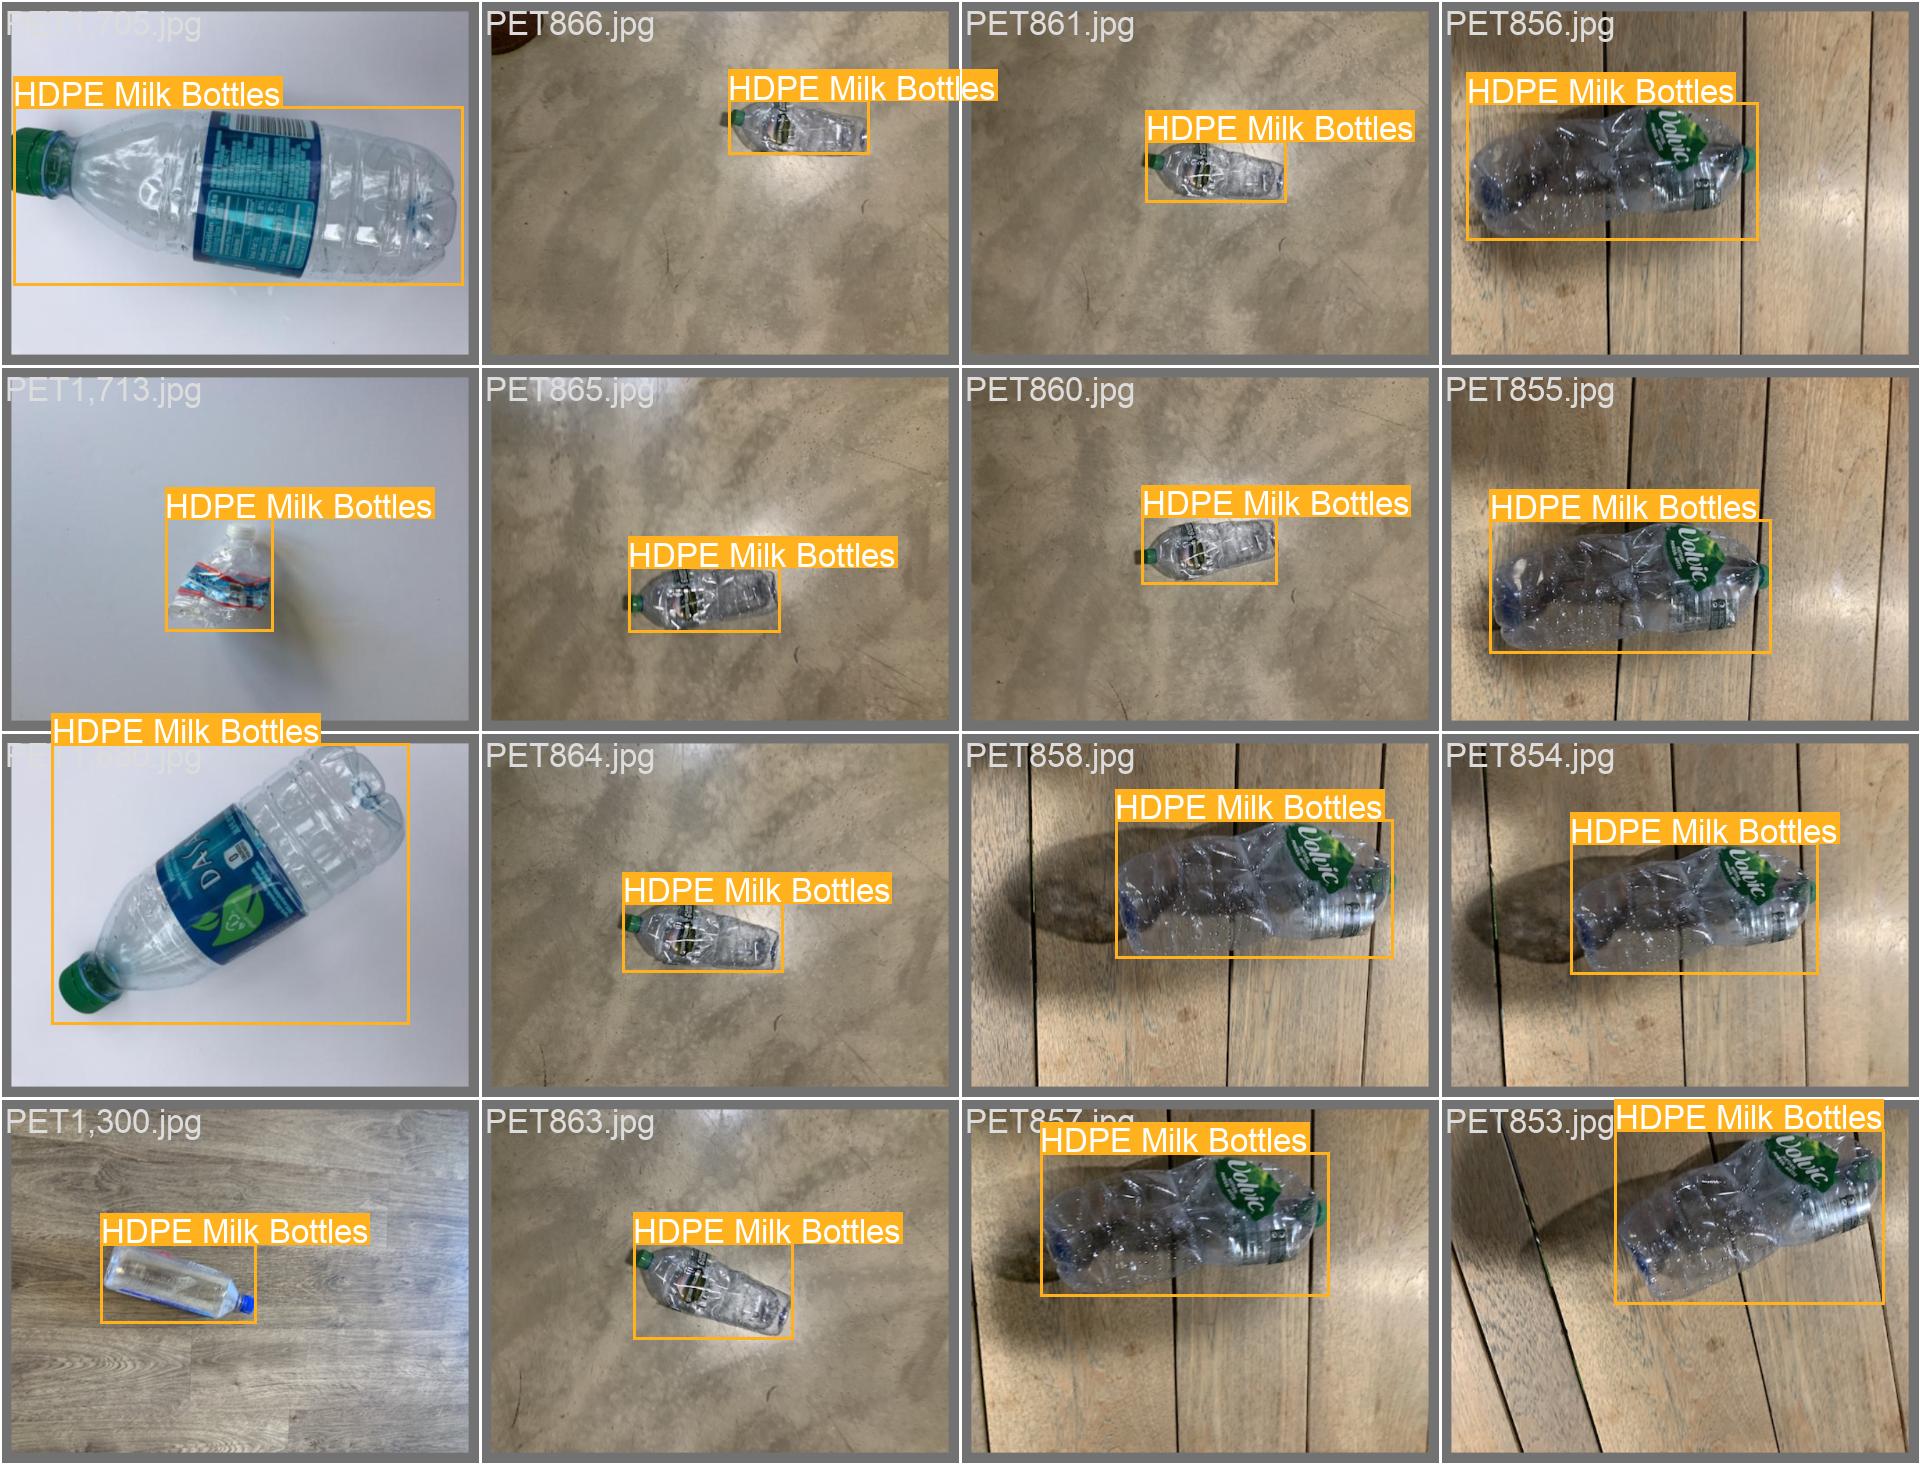 PET1,705.jpg
HDPE Milk Bottles
PET866.jpg
HDPE Milk Bottles
PET861.jpg
HDPE Milk Bottles
PET856.jpg
HDPE Milk Bottles
Volvic
PET1,713.jpg
HDPE Milk Bottles
PET865.jpg
HDPE Milk Bottles
PET860.jpg
HDPE Milk Bottles
PET855.jpg
HDPE Milk Bottles
Volvic
HDPE Milk Bottles
PET864.jpg
HDPE Milk Bottles
PET858.jpg
HDPE Milk Bottles
Volvic
PET854.jpg
HDPE Milk Bottles
Volvic
PET1,300.jpg
HDPE Milk Bottles
PET863.jpg
HDPE Milk Bottles
PET857.jpg
HDPE Milk Bottles
Volvic
PET853.jpg
HDPE Milk Bottles
Volvic